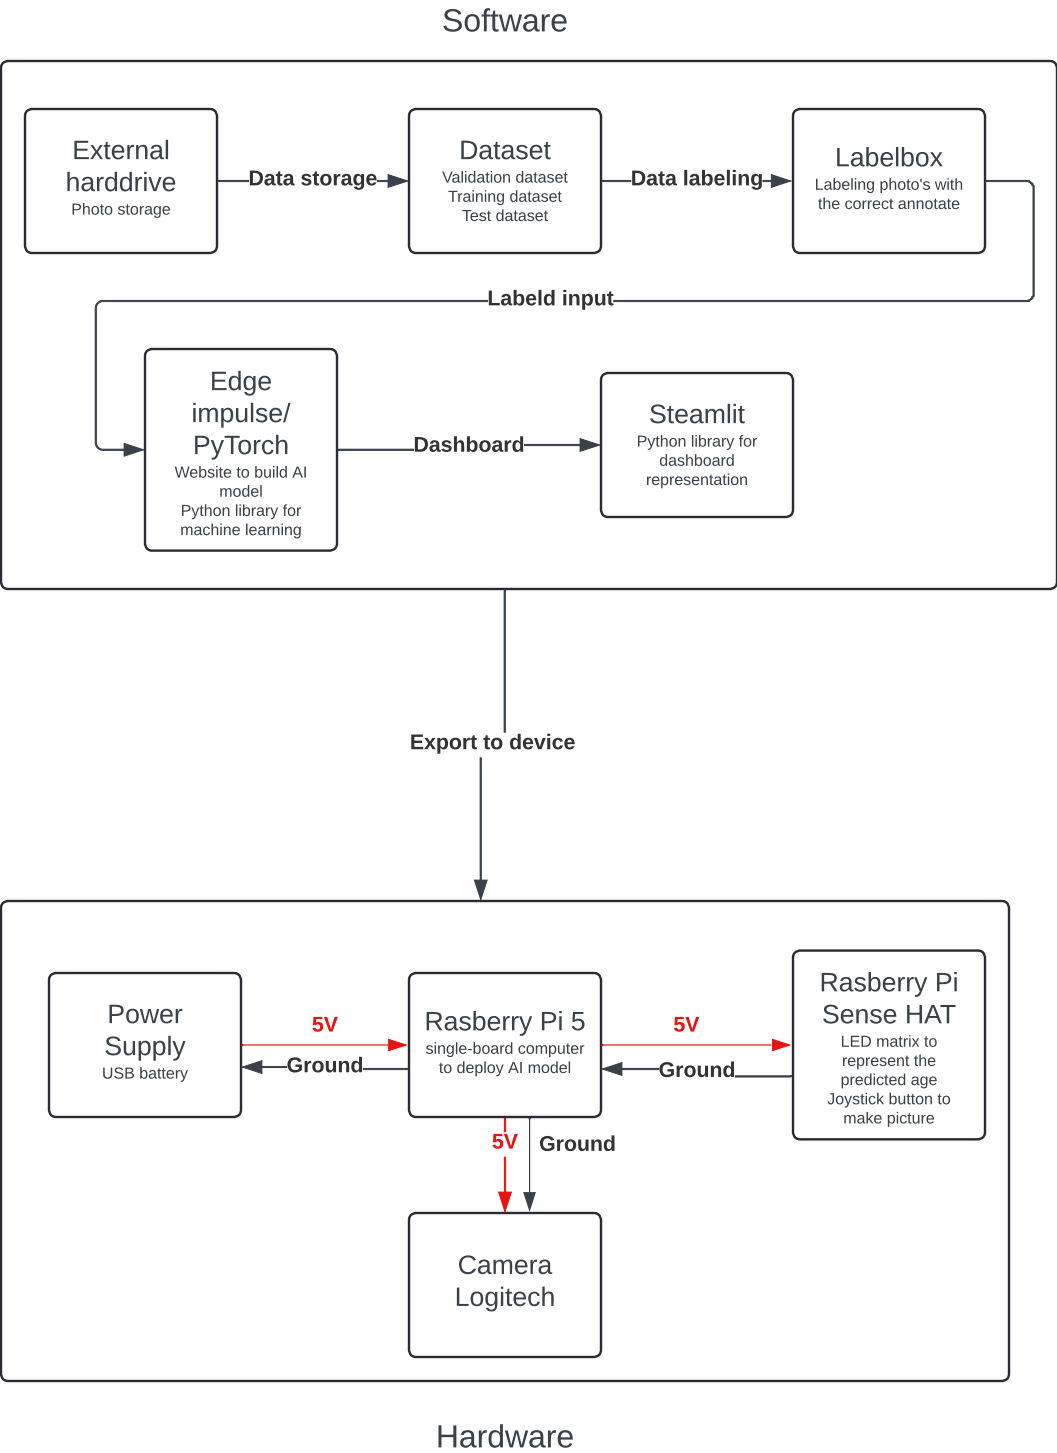 Software
External
harddrive
Photo storage
Data storage
Dataset
Validation dataset
Training dataset
Test dataset
Data labeling
Labelbox
Labeling photo's with
the correct annotate
Labeld input
Edge
impulse/
PyTorch
Website to build AI
model
Python library for
machine learning
Dashboard
Steamlit
Python library for
dashboard
representation
Export to device
Power
Supply
USB battery
5V
Ground
Rasberry Pi 5
single-board computer
to deploy AI model
5V
Ground
Rasberry Pi
Sense HAT
LED matrix to
represent the
predicted age
Joystick button to
make picture
5V
Ground
Camera
Logitech
Hardware